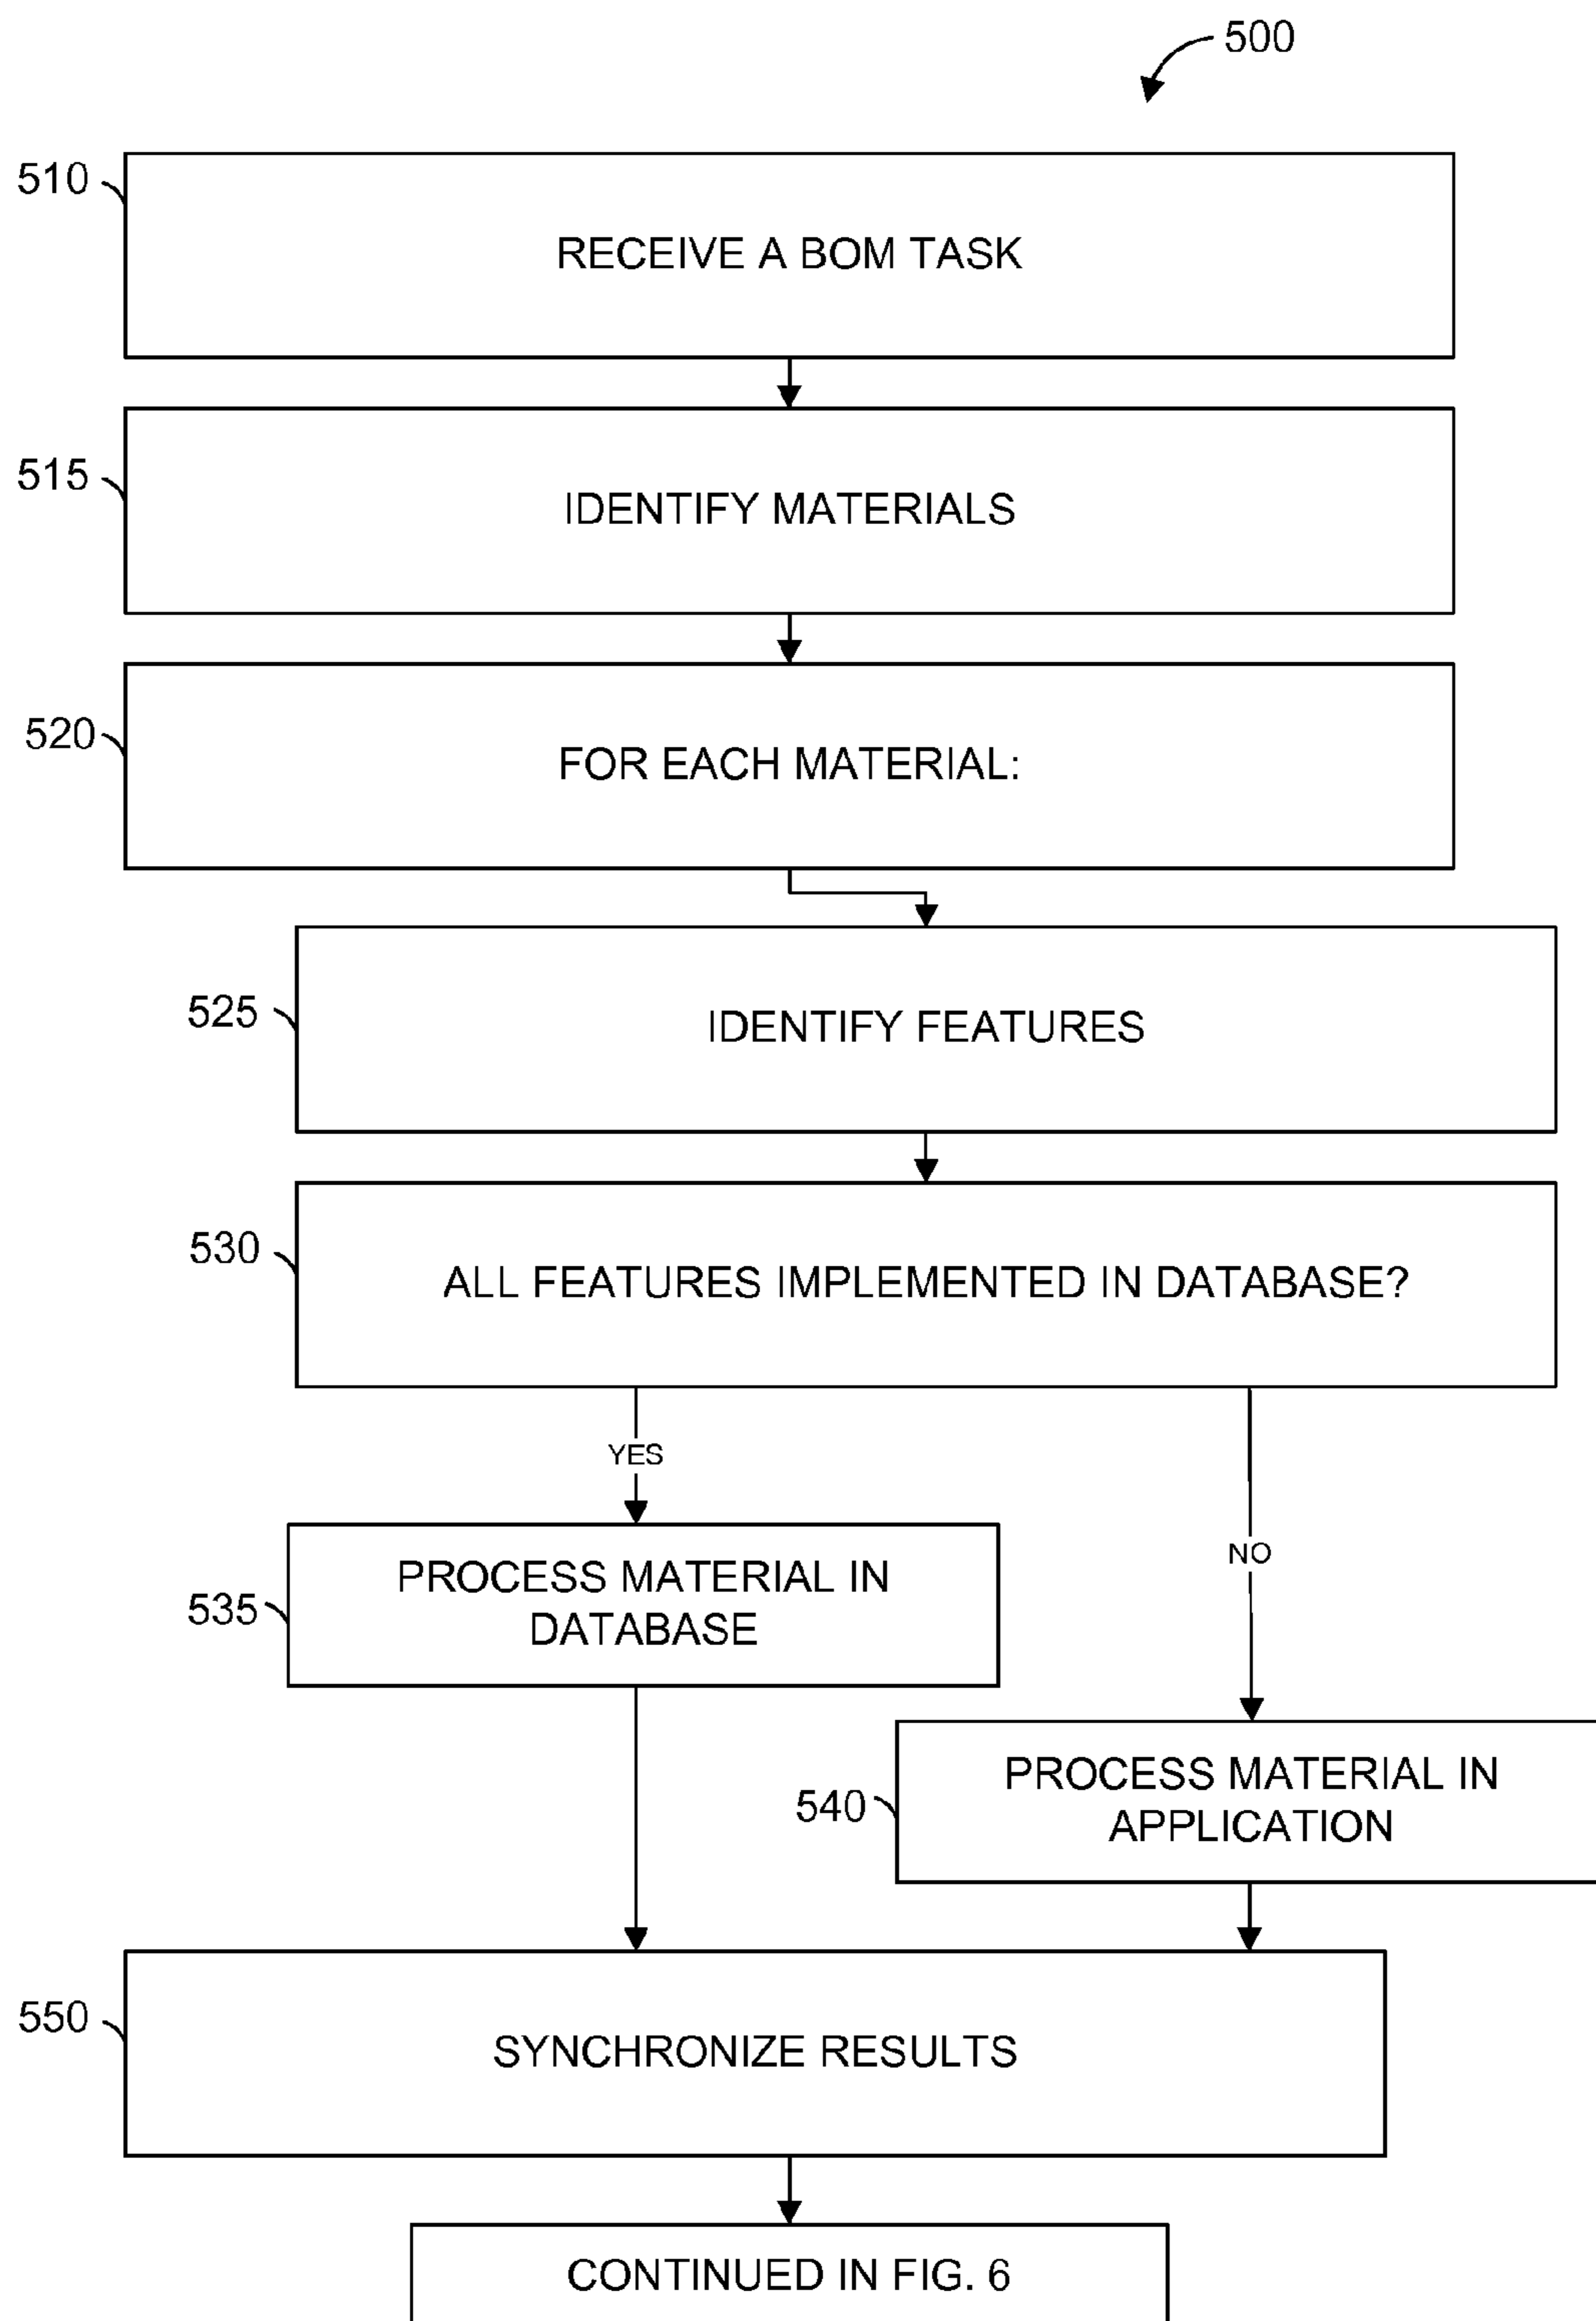 500
510
RECEIVE A BOM TASK
515
IDENTIFY MATERIALS
520
FOR EACH MATERIAL:
525
IDENTIFY FEATURES
530
ALL FEATURES IMPLEMENTED IN DATABASE?
YES
NO
535
PROCESS MATERIAL IN
DATABASE
540
PROCESS MATERIAL IN
APPLICATION
550
SYNCHRONIZE RESULTS
CONTINUED IN FIG. 6